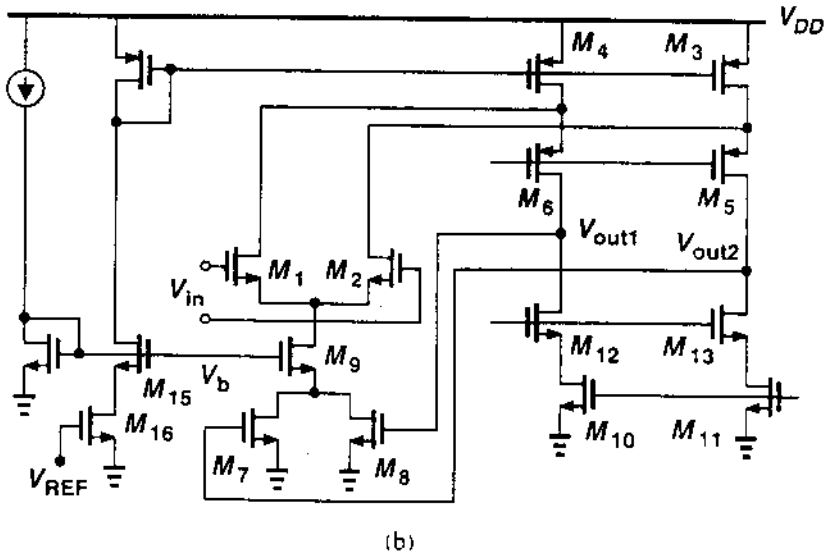 V_DD
M_4
M_3
M_6
M_5
V_out1
V_out2
M_1
M_2
V_in
M_9
V_b
M_15
M_12
M_13
M_16
M_7
M_8
M_10
M_11
V_REF
(b)